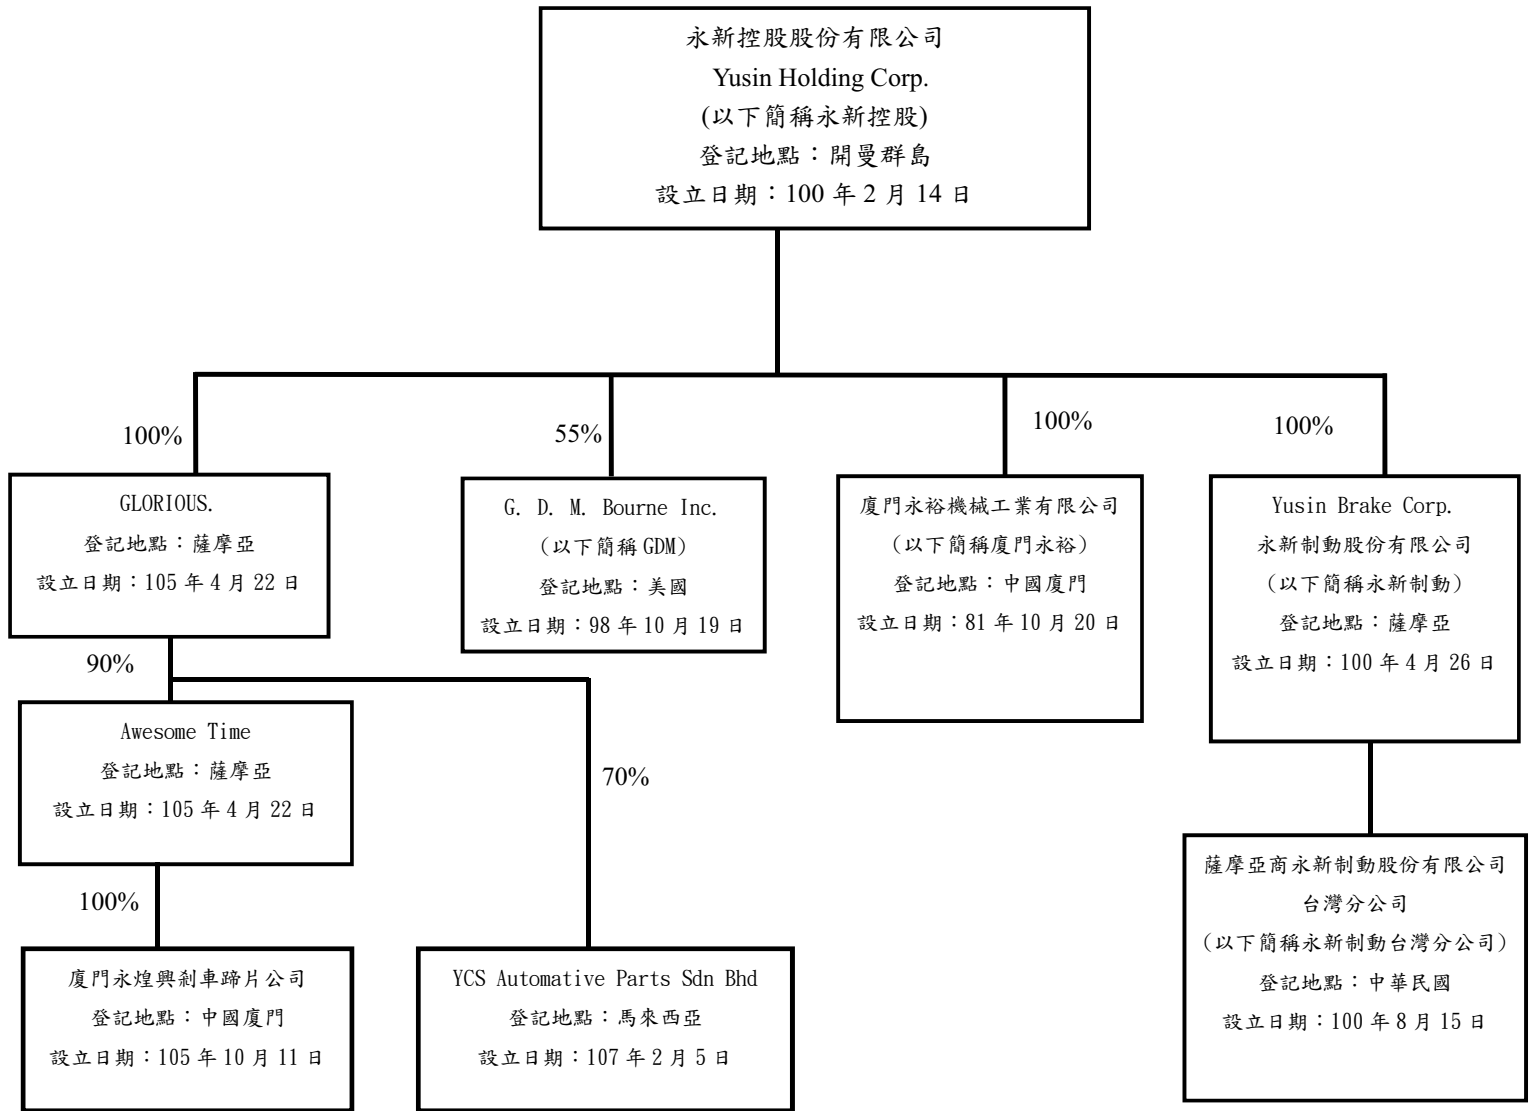 永新控股股份有限公司
Yusin Holding Corp.
(以下簡稱永新控股)
登記地點：開曼群島
設立日期：100 年 2 月 14 日
100%
55%
100%
100%
GLORIOUS.
登記地點：薩摩亞
設立日期：105 年 4 月 22 日
G. D. M. Bourne Inc.
(以下簡稱 GDM)
登記地點：美國
設立日期：98 年 10 月 19 日
廈門永裕機械工業有限公司
(以下簡稱廈門永裕)
登記地點：中國廈門
設立日期：81 年 10 月 20 日
Yusin Brake Corp.
永新制動股份有限公司
(以下簡稱永新制動)
登記地點：薩摩亞
設立日期：100 年 4 月 26 日
90%
70%
Awesome Time
登記地點：薩摩亞
設立日期：105 年 4 月 22 日
100%
廈門永煌興剎車蹄片公司
登記地點：中國廈門
設立日期：105 年 10 月 11 日
YCS Automative Parts Sdn Bhd
登記地點：馬來西亞
設立日期：107 年 2 月 5 日
薩摩亞商永新制動股份有限公司
台灣分公司
(以下簡稱永新制動台灣分公司)
登記地點：中華民國
設立日期：100 年 8 月 15 日